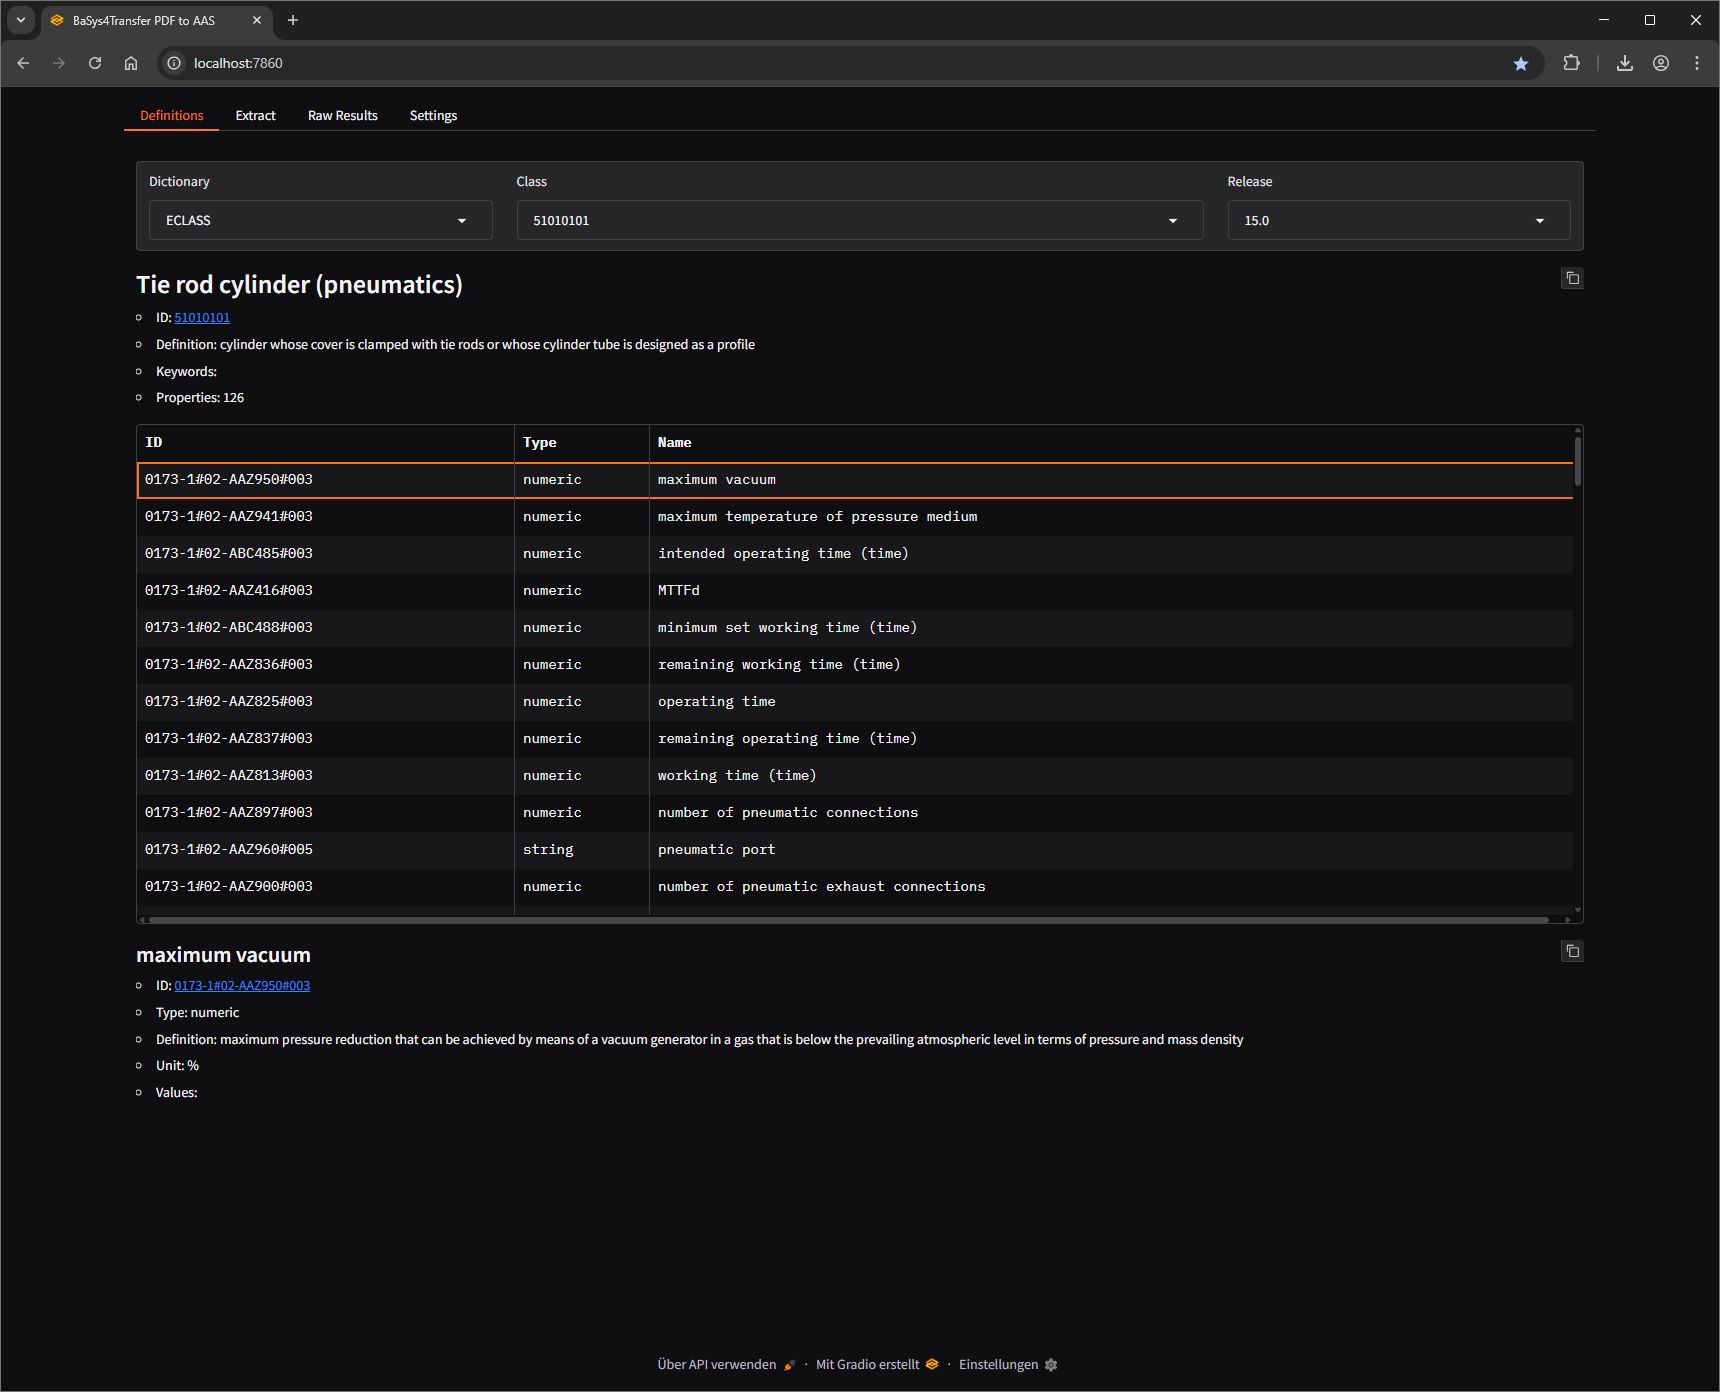 BaSys4Transfer PDF to AAS
localhost:7860
Definitions Extract Raw Results Settings
Dictionary Class Release
ECLASS 51010101 15.0
Tie rod cylinder (pneumatics)
ID: 51010101
Definition: cylinder whose cover is clamped with tie rods or whose cylinder tube is designed as a profile
Keywords:
Properties: 126
ID Type Name
0173-1#02-AAZ950#003 numeric maximum vacuum
0173-1#02-AAZ941#003 numeric maximum temperature of pressure medium
0173-1#02-ABC485#003 numeric intended operating time (time)
0173-1#02-AAZ416#003 numeric MTTFd
0173-1#02-ABC488#003 numeric minimum set working time (time)
0173-1#02-AAZ836#003 numeric remaining working time (time)
0173-1#02-AAZ825#003 numeric operating time
0173-1#02-AAZ837#003 numeric remaining operating time (time)
0173-1#02-AAZ813#003 numeric working time (time)
0173-1#02-AAZ897#003 numeric number of pneumatic connections
0173-1#02-AAZ960#005 string pneumatic port
0173-1#02-AAZ900#003 numeric number of pneumatic exhaust connections
maximum vacuum
ID: 0173-1#02-AAZ950#003
Type: numeric
Definition: maximum pressure reduction that can be achieved by means of a vacuum generator in a gas that is below the prevailing atmospheric level in terms of pressure and mass density
Unit: %
Values:
Über API verwenden · Mit Gradio erstellt · Einstellungen